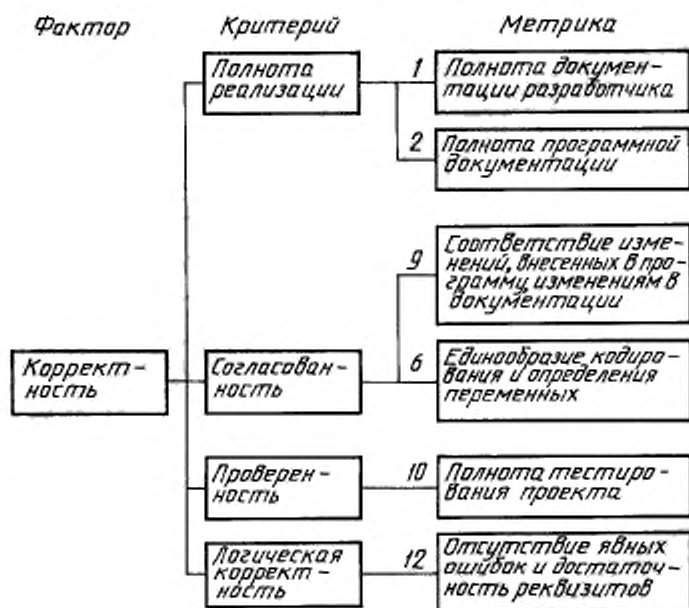 Фактор Критерий Метрика
Полнота
реализации
1
Полнота докумен-
тации разработчика
2
Полнота программной
документации
9
Соответствие изме-
нений, внесенных в про-
грамму, изменениям в
документации
Коррект-
ность
Согласован-
ность
6
Единообразие кодиро-
вания и определения
переменных
Проверен-
ность
10
Полнота тестиро-
вания проекта
Логическая
коррект-
ность
12
Отсутствие явных
ошибок и достаточ-
ность реквизитов